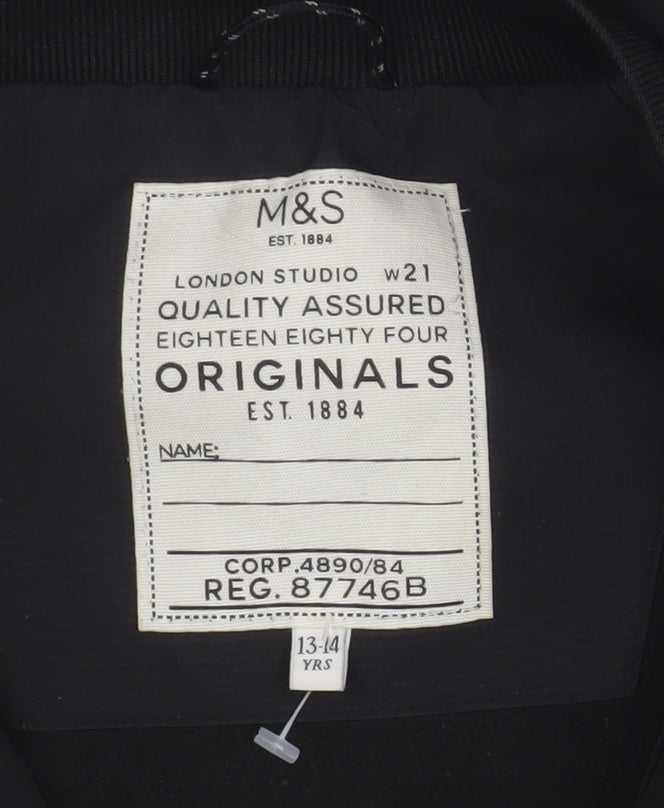 M&S
EST. 1884
LONDON STUDIO W21
QUALITY ASSURED
EIGHTEEN EIGHTY FOUR
ORIGINALS
EST. 1884
NAME:
CORP.4890/84
REG. 87746B
13-14
YRS